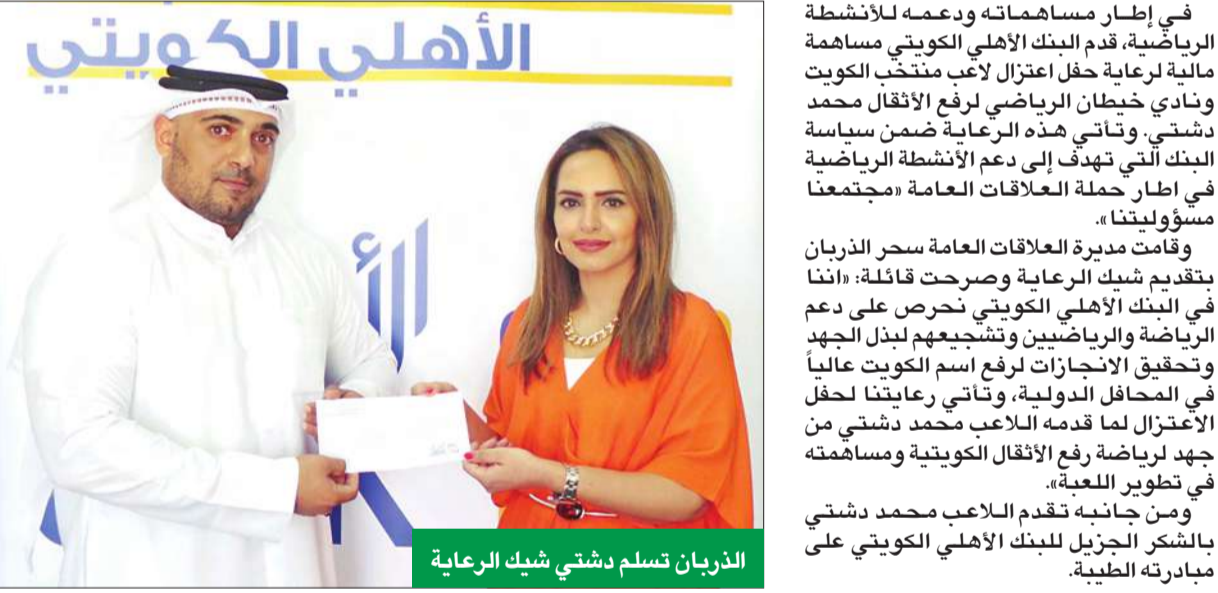 الأهلي الكويتي
الأ
الذربان تسلم دشتي شيك الرعاية
في إطار مساهماته ودعمه للأنشطة
الرياضية، قدم البنك الأهلي الكويتي مساهمة
مالية لرعاية حفل اعتزال لاعب منتخب الكويت
ونادي خيطان الرياضي لرفع الأثقال محمد
دشتي. وتأتي هذه الرعاية ضمن سياسة
البنك التي تهدف إلى دعم الأنشطة الرياضية
في اطار حملة العلاقات العامة «مجتمعنا
مسؤوليتنا».
وقامت مديرة العلاقات العامة سحر الذربان
بتقديم شيك الرعاية وصرحت قائلة: «اننا
في البنك الأهلي الكويتي نحرص على دعم
الرياضة والرياضيين وتشجيعهم لبذل الجهد
وتحقيق الانجازات لرفع اسم الكويت عالياً
في المحافل الدولية، وتأتي رعايتنا لحفل
الاعتزال لما قدمه اللاعب محمد دشتي من
جهد لرياضة رفع الأثقال الكويتية ومساهمته
في تطوير اللعبة».
ومن جانبه تقدم اللاعب محمد دشتي
بالشكر الجزيل للبنك الأهلي الكويتي على
مبادرته الطيبة.